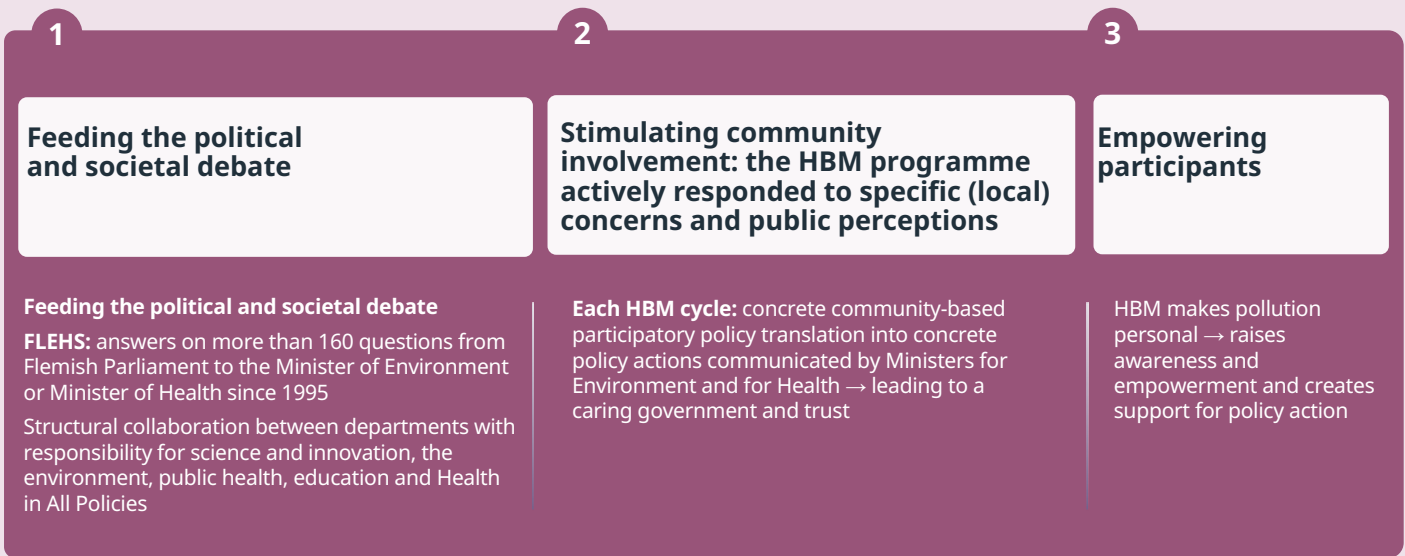 1
Feeding the political
and societal debate
Feeding the political and societal debate
FLEHS: answers on more than 160 questions from
Flemish Parliament to the Minister of Environment
or Minister of Health since 1995
Structural collaboration between departments with
responsibility for science and innovation, the
environment, public health, education and Health
in All Policies
2
Stimulating community
involvement: the HBM programme
actively responded to specific (local)
concerns and public perceptions
Each HBM cycle: concrete community-based
participatory policy translation into concrete
policy actions communicated by Ministers for
Environment and for Health → leading to a
caring government and trust
3
Empowering
participants
HBM makes pollution
personal → raises
awareness and
empowerment and creates
support for policy action